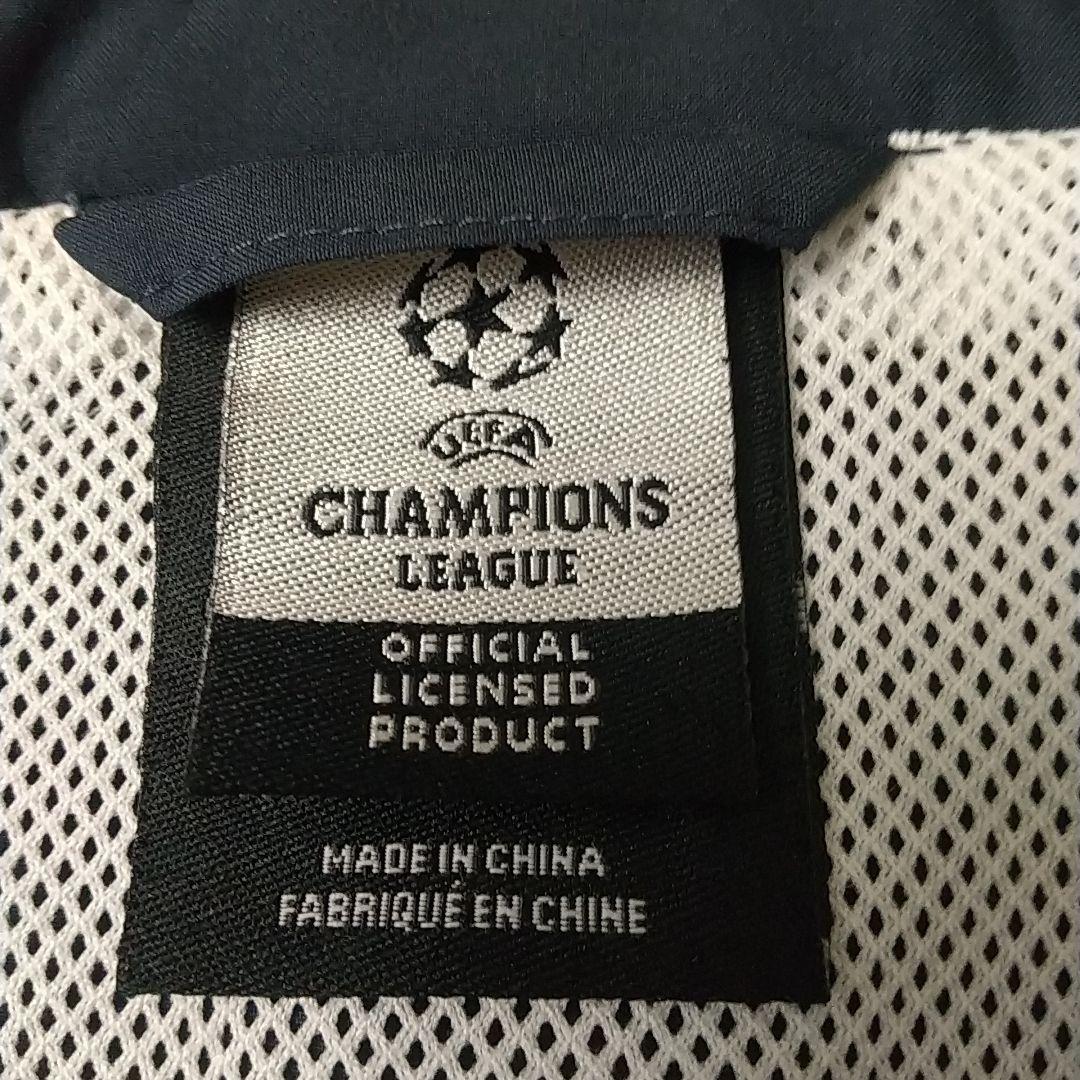 UEFA
CHAMPIONS
LEAGUE
OFFICIAL
LICENSED
PRODUCT
MADE IN CHINA
FABRIQUÉ EN CHINE